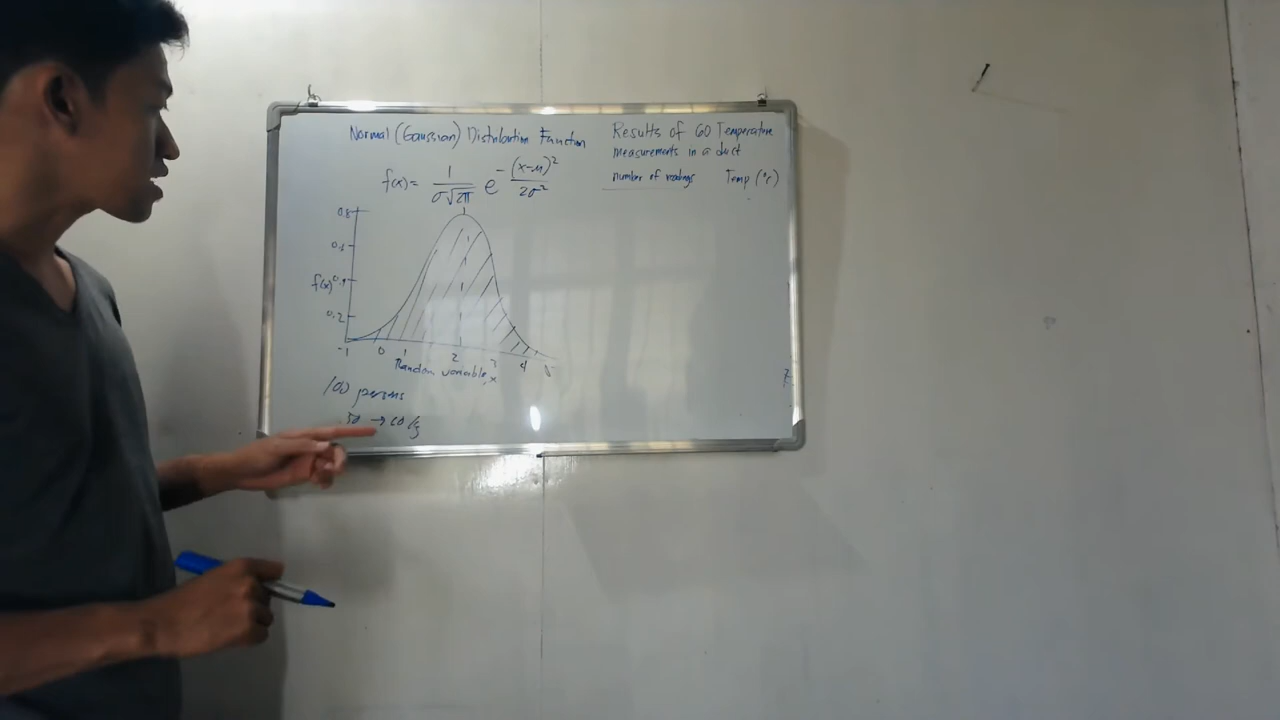 Normal (Gaussian) Distribution Function
f(x) = 1/(σ√2π) e^-(x-μ)²/2σ²
0.8
0.6
f(x) 0.4
0.2
-1 0 1 2 3 4 5
Random variable, x
100 persons
50 → 60 kg
Results of 60 Temperature
measurements in a duct
number of readings Temp (°c)